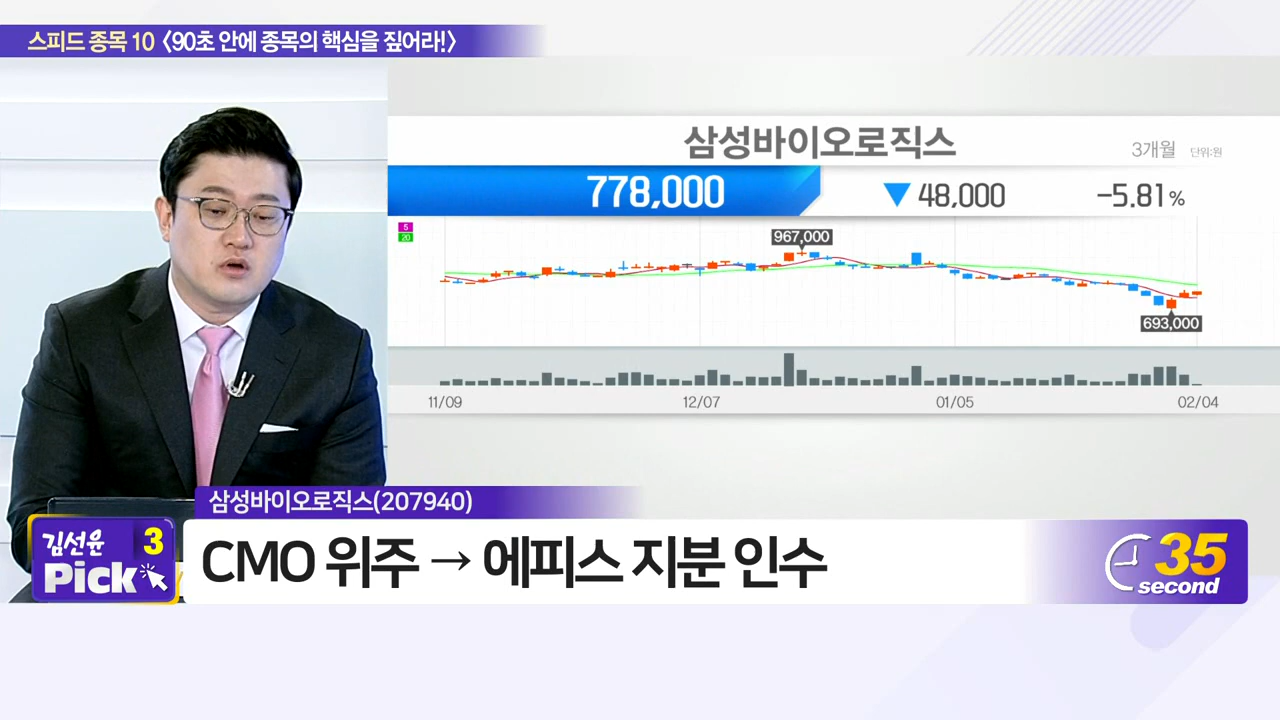 스피드 종목 10 <90초 안에 종목의 핵심을 짚어라!>
삼성바이오로직스
3개월 단위:원
778,000 ▼ 48,000 -5.81%
5
20
967,000
693,000
11/09 12/07 01/05 02/04
삼성바이오로직스(207940)
김선윤 3
Pick
CMO 위주 → 에피스 지분 인수
35
second